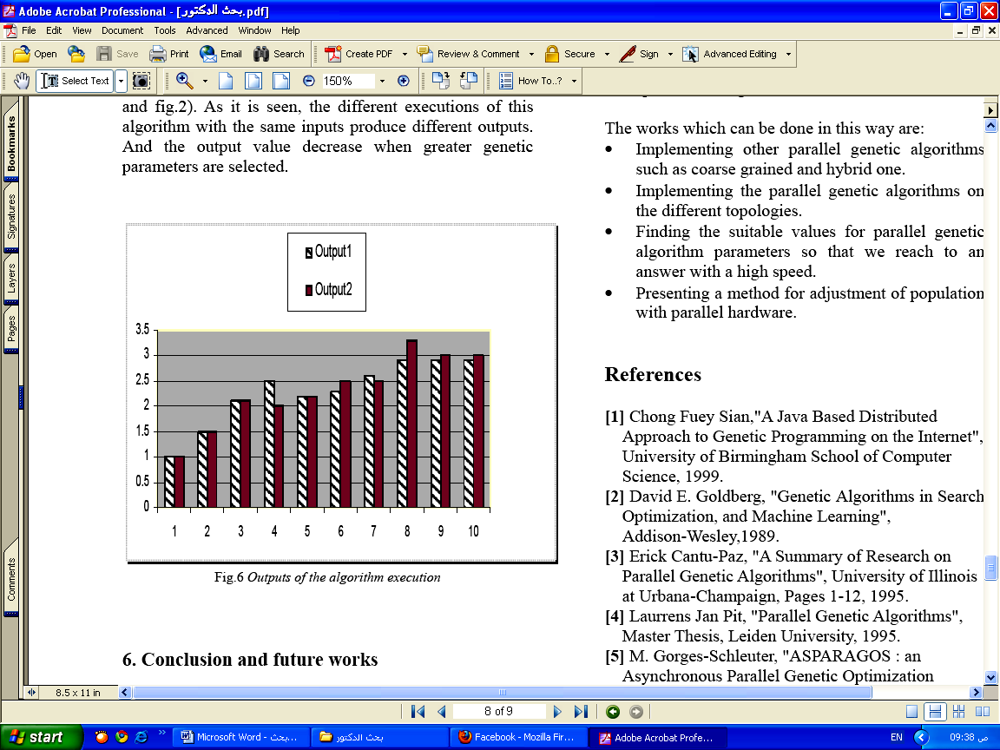 Adobe Acrobat Professional - [بحث الدكتور.pdf]
File Edit View Document Tools Advanced Window Help
Open Save Print Email Search Create PDF Review & Comment Secure Sign Advanced Editing
Select Text 150% How To..?
Bookmarks
Signatures
Layers
Pages
Comments
and fig.2). As it is seen, the different executions of this
algorithm with the same inputs produce different outputs.
And the output value decrease when greater genetic
parameters are selected.
Output1
Output2
3.5
3
2.5
2
1.5
1
0.5
0
1 2 3 4 5 6 7 8 9 10
Fig.6 Outputs of the algorithm execution
6. Conclusion and future works
The works which can be done in this way are:
• Implementing other parallel genetic algorithms
such as coarse grained and hybrid one.
• Implementing the parallel genetic algorithms on
the different topologies.
• Finding the suitable values for parallel genetic
algorithm parameters so that we reach to an
answer with a high speed.
• Presenting a method for adjustment of population
with parallel hardware.
References
[1] Chong Fuey Sian,"A Java Based Distributed
Approach to Genetic Programming on the Internet",
University of Birmingham School of Computer
Science, 1999.
[2] David E. Goldberg, "Genetic Algorithms in Search
Optimization, and Machine Learning",
Addison-Wesley,1989.
[3] Erick Cantu-Paz, "A Summary of Research on
Parallel Genetic Algorithms", University of Illinois
at Urbana-Champaign, Pages 1-12, 1995.
[4] Laurrens Jan Pit, "Parallel Genetic Algorithms",
Master Thesis, Leiden University, 1995.
[5] M. Gorges-Schleuter, "ASPARAGOS : an
Asynchronous Parallel Genetic Optimization
8.5 x 11 in
8 of 9
start Microsoft Word - بحث... بحث الدكتور Facebook - Mozilla Fir... Adobe Acrobat Profe... EN 09:38 ص